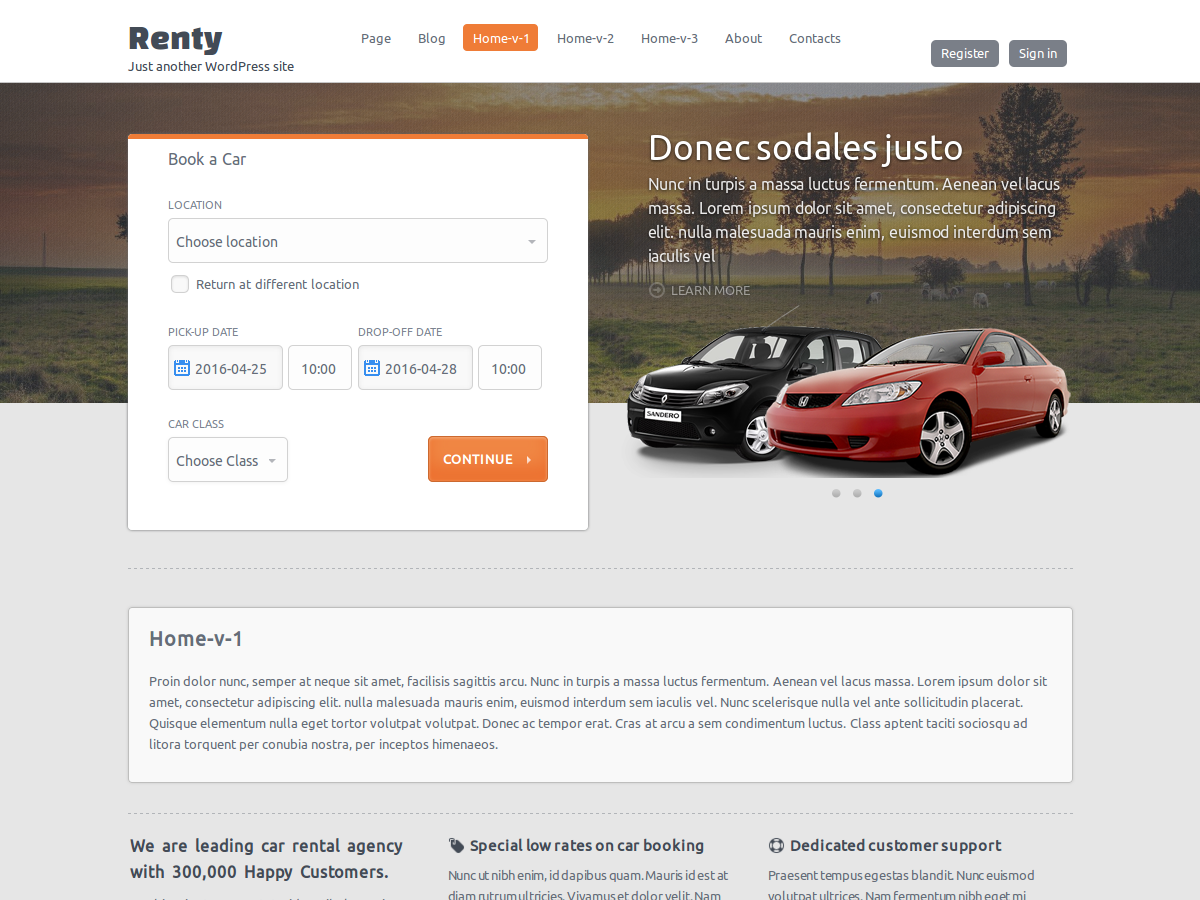 Renty
Just another WordPress site
Page Blog Home-v-1 Home-v-2 Home-v-3 About Contacts
Register Sign in
Book a Car
LOCATION
Choose location
Return at different location
PICK-UP DATE DROP-OFF DATE
2016-04-25 10:00 2016-04-28 10:00
CAR CLASS
Choose Class CONTINUE
Donec sodales justo
Nunc in turpis a massa luctus fermentum. Aenean vel lacus
massa. Lorem ipsum dolor sit amet, consectetur adipiscing
elit. nulla malesuada mauris enim, euismod interdum sem
iaculis vel
LEARN MORE
SANDERO
Home-v-1
Proin dolor nunc, semper at neque sit amet, facilisis sagittis arcu. Nunc in turpis a massa luctus fermentum. Aenean vel lacus massa. Lorem ipsum dolor sit
amet, consectetur adipiscing elit. nulla malesuada mauris enim, euismod interdum sem iaculis vel. Nunc scelerisque nulla vel ante sollicitudin placerat.
Quisque elementum nulla eget tortor volutpat volutpat. Donec ac tempor erat. Cras at arcu a sem condimentum luctus. Class aptent taciti sociosqu ad
litora torquent per conubia nostra, per inceptos himenaeos.
We are leading car rental agency
with 300,000 Happy Customers.
Special low rates on car booking
Nunc ut nibh enim, id dapibus quam. Mauris id est at
diam rutrum ultricies. Vivamus et dolor velit. Nam
Dedicated customer support
Praesent tempus egestas blandit. Nunc euismod
volutpat ultrices. Nam fermentum nibh eget mi